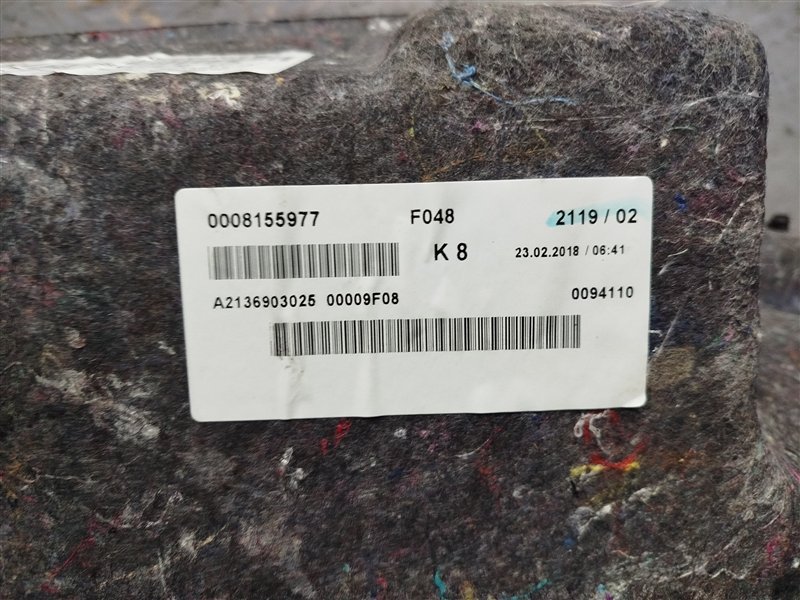 0008155977 F048 2119 / 02
K 8 23.02.2018 / 06:41
A2136903025 00009F08 0094110